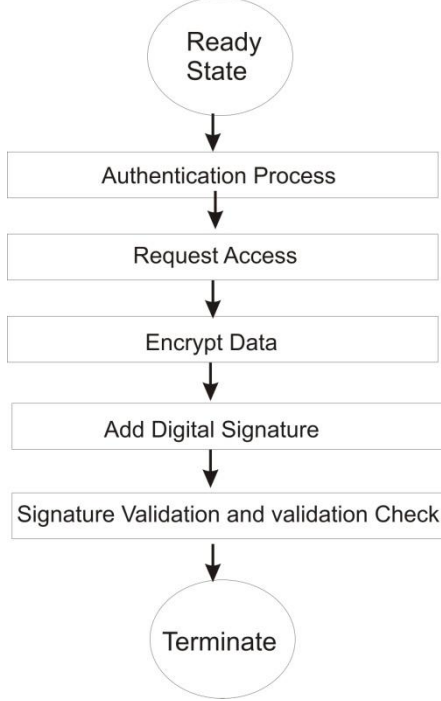 Ready
State
Authentication Process
Request Access
Encrypt Data
Add Digital Signature
Signature Validation and validation Check
Terminate